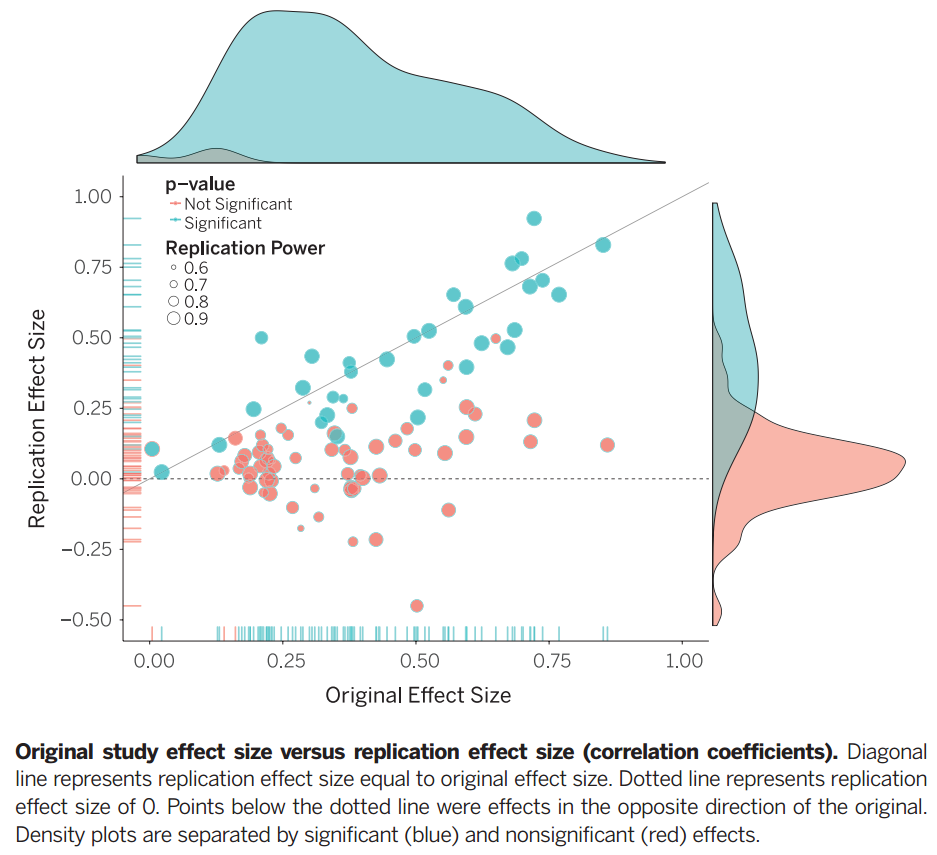 p–value
Not Significant
Significant
Replication Power
0.6
0.7
0.8
0.9
1.00
0.75
0.50
0.25
0.00
−0.25
−0.50
Replication Effect Size
0.00 0.25 0.50 0.75 1.00
Original Effect Size
Original study effect size versus replication effect size (correlation coefficients). Diagonal
line represents replication effect size equal to original effect size. Dotted line represents replication
effect size of 0. Points below the dotted line were effects in the opposite direction of the original.
Density plots are separated by significant (blue) and nonsignificant (red) effects.